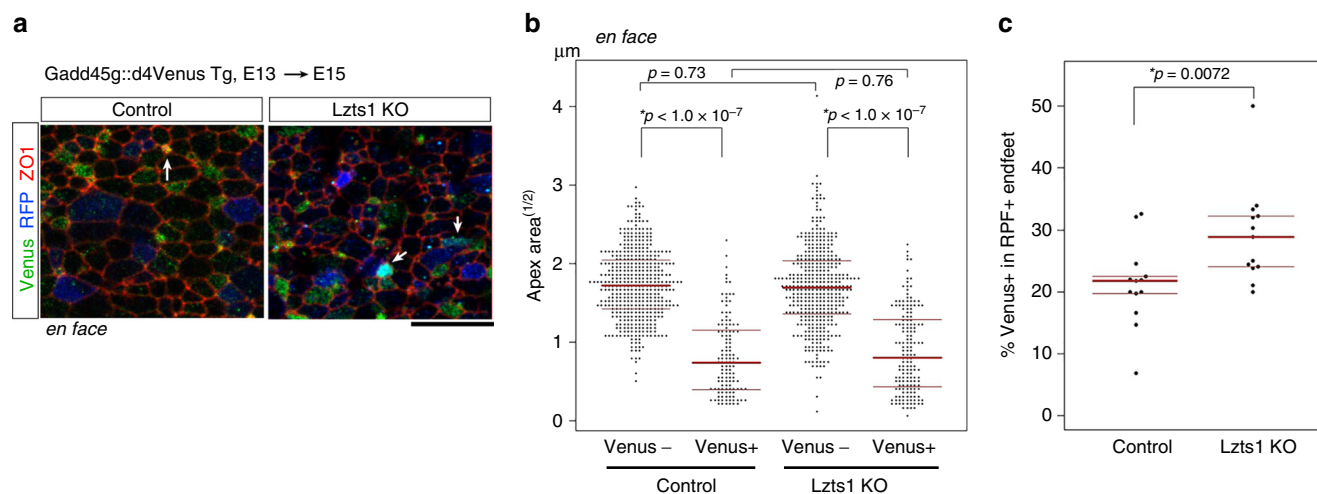 a
Gadd45g::d4Venus Tg, E13 → E15
Control Lzts1 KO
Venus RFP ZO1
en face
b
en face
μm
p = 0.73
p = 0.76
*p < 1.0 × 10⁻⁷ *p < 1.0 × 10⁻⁷
Apex area(1/2)
4
3
2
1
0
Venus – Venus+ Venus – Venus+
Control Lzts1 KO
c
*p = 0.0072
% Venus+ in RPF+ endfeet
50
40
30
20
10
0
Control Lzts1 KO